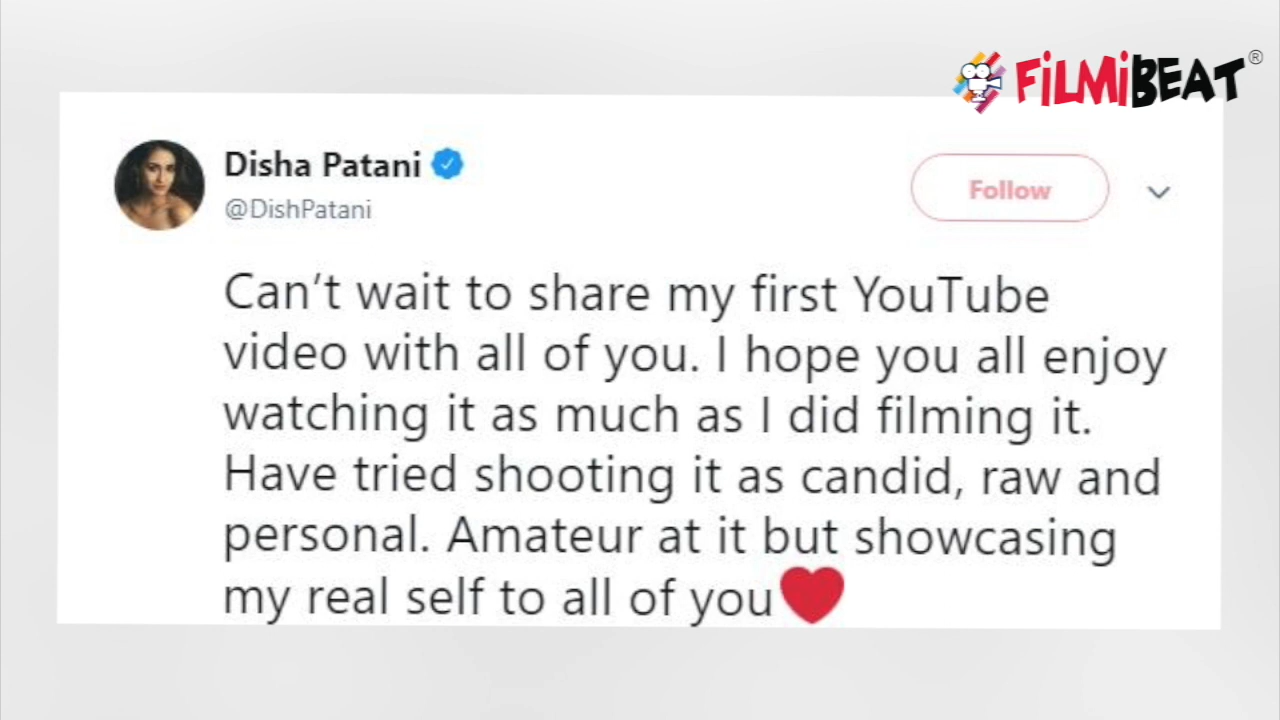 FiLMiBEAT®
Disha Patani
@DishPatani
Follow
Can’t wait to share my first YouTube
video with all of you. I hope you all enjoy
watching it as much as I did filming it.
Have tried shooting it as candid, raw and
personal. Amateur at it but showcasing
my real self to all of you❤